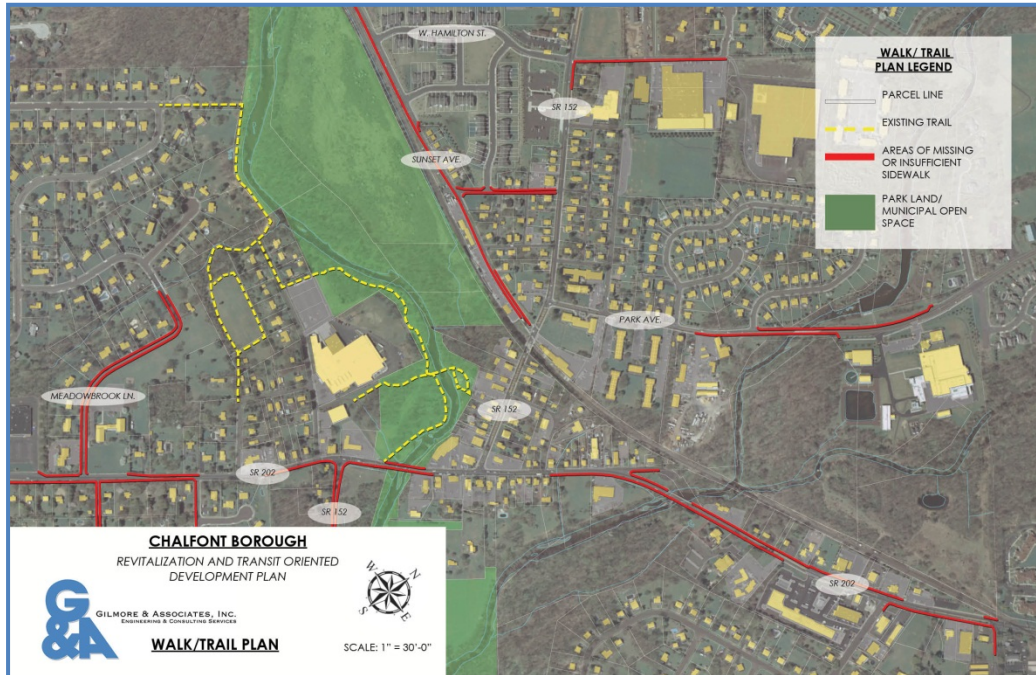 W. HAMILTON ST.
WALK/ TRAIL
PLAN LEGEND
PARCEL LINE
EXISTING TRAIL
AREAS OF MISSING
OR INSUFFICIENT
SIDEWALK
PARK LAND/
MUNICIPAL OPEN
SPACE
SR 152
SUNSET AVE.
PARK AVE.
MEADOWBROOK LN.
SR 152
SR 202
SR 152
SR 202
CHALFONT BOROUGH
REVITALIZATION AND TRANSIT ORIENTED
DEVELOPMENT PLAN
G
&A
GILMORE & ASSOCIATES, INC.
ENGINEERING & CONSULTING SERVICES
WALK/TRAIL PLAN
N
W
E
S
SCALE: 1" = 30'-0"